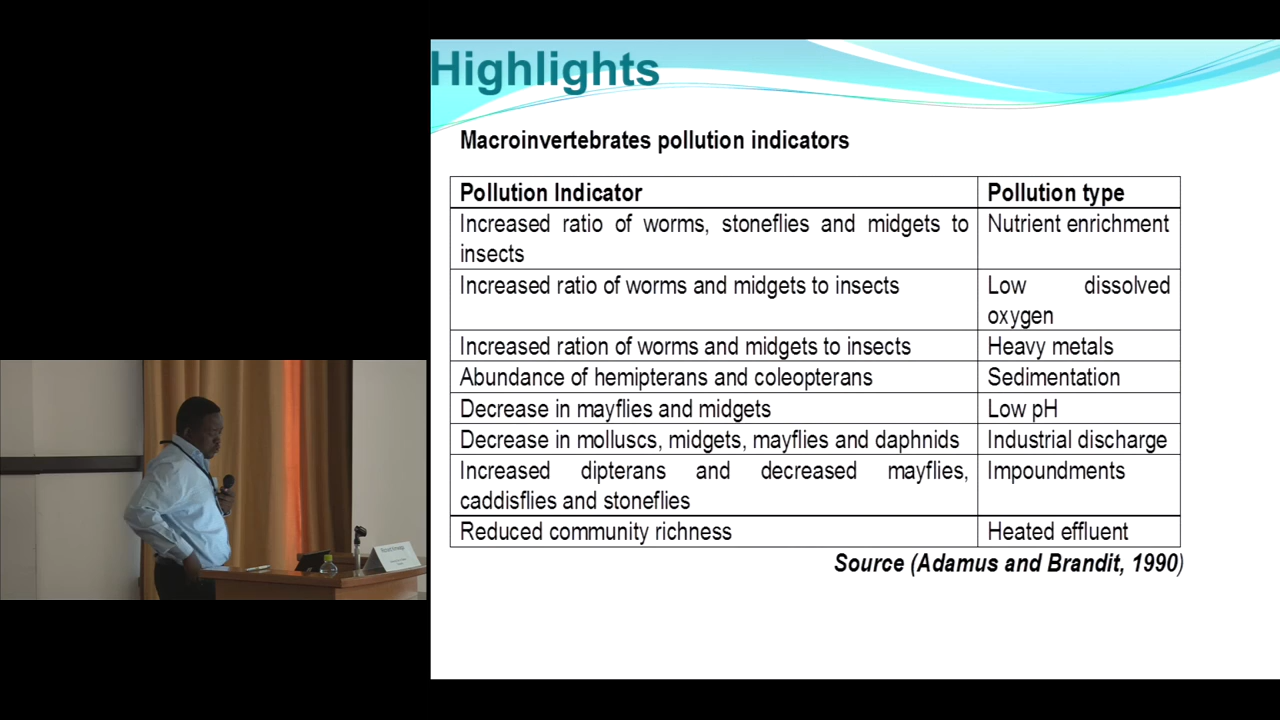 Highlights
Macroinvertebrates pollution indicators
Pollution Indicator Pollution type
Increased ratio of worms, stoneflies and midgets to Nutrient enrichment
insects
Increased ratio of worms and midgets to insects Low dissolved
oxygen
Increased ration of worms and midgets to insects Heavy metals
Abundance of hemipterans and coleopterans Sedimentation
Decrease in mayflies and midgets Low pH
Decrease in molluscs, midgets, mayflies and daphnids Industrial discharge
Increased dipterans and decreased mayflies, Impoundments
caddisflies and stoneflies
Reduced community richness Heated effluent
Source (Adamus and Brandit, 1990)